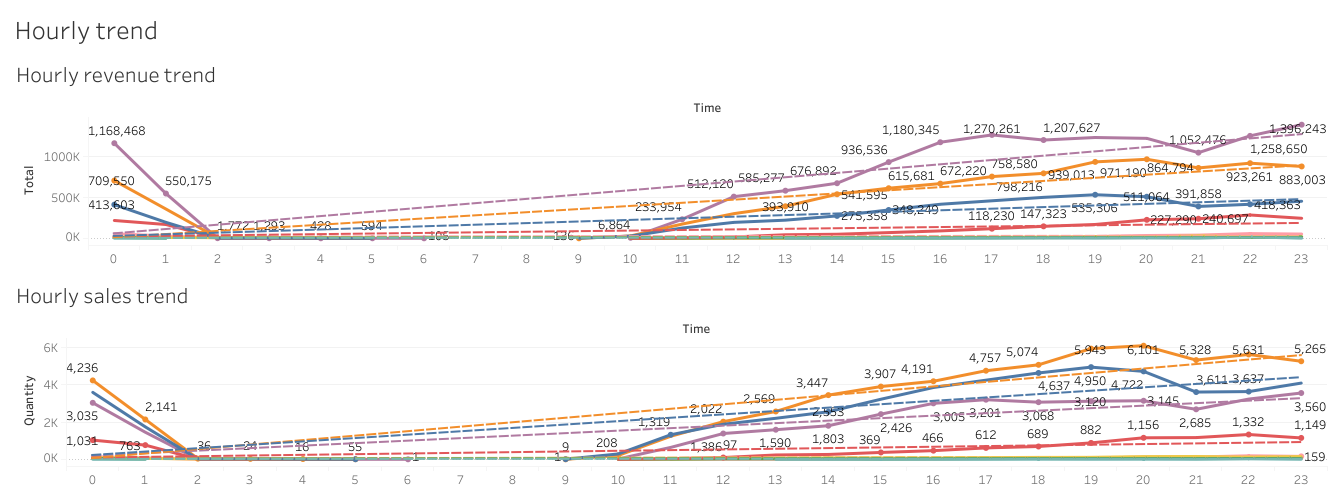 Hourly trend
Hourly revenue trend
Time
1,168,468 1,180,345 1,270,261 1,207,627 1,052,476 1,396,243
1000K 936,536 758,580 1,258,650
709,550 550,175 512,120 585,277 676,892 615,681 672,220 939,013 971,190 864,794 923,261 883,003
500K 541,595 798,216 511,064 391,858 418,363
413,603 233,954 393,910 275,358 348,249 118,230 147,323 535,306 227,290 240,697
0K 1,772 1,293 428 594 105 6,864
Total
0 1 2 3 4 5 6 7 8 9 10 11 12 13 14 15 16 17 18 19 20 21 22 23
Hourly sales trend
Time
6K 5,943 6,101 5,328 5,631 5,265
4,236 3,447 3,907 4,191 4,757 5,074
4K 4,637 4,950 4,722 3,611 3,637
3,035 2,141 2,022 2,569 3,005 3,201 3,068 3,120 3,145 3,560
2K 1,319 2,426 2,685
1,031 763 36 21 16 55 1 9 208 1,386 97 1,590 1,803 369 466 612 689 882 1,156 1,332 1,149
0K 159
Quantity
0 1 2 3 4 5 6 7 8 9 10 11 12 13 14 15 16 17 18 19 20 21 22 23